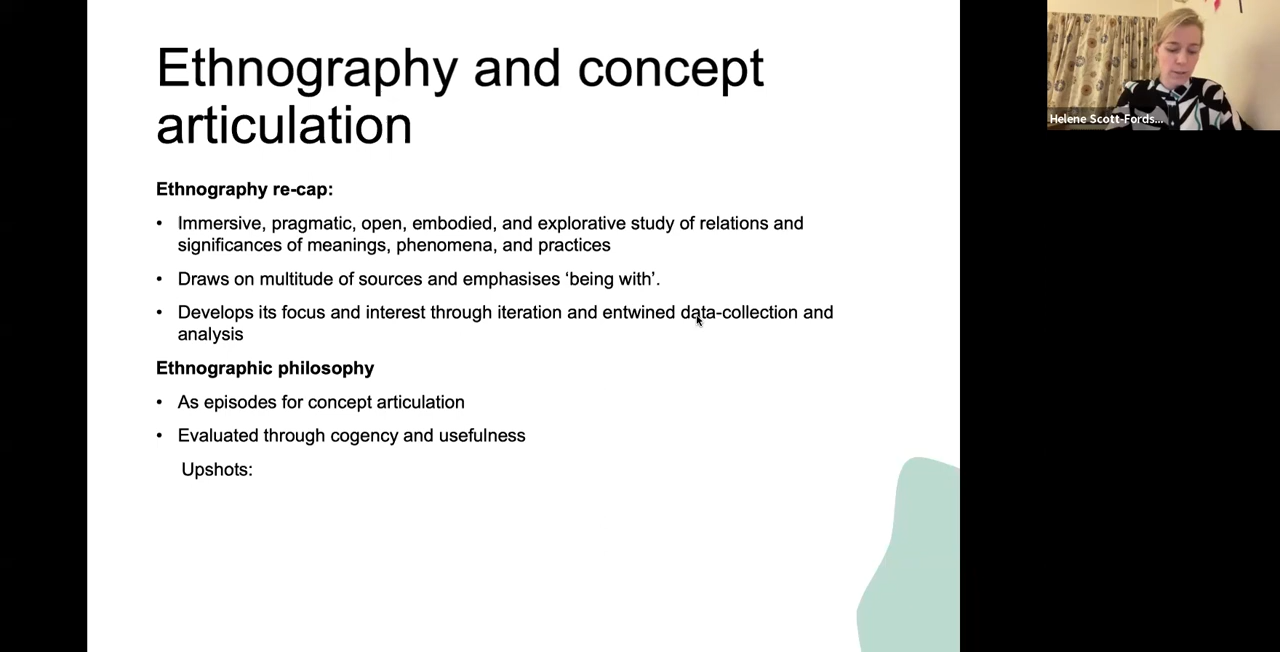 Ethnography and concept
articulation
Helene Scott-Fords...
Ethnography re-cap:
• Immersive, pragmatic, open, embodied, and explorative study of relations and
significances of meanings, phenomena, and practices
• Draws on multitude of sources and emphasises ‘being with’.
• Develops its focus and interest through iteration and entwined data-collection and
analysis
Ethnographic philosophy
• As episodes for concept articulation
• Evaluated through cogency and usefulness
Upshots: